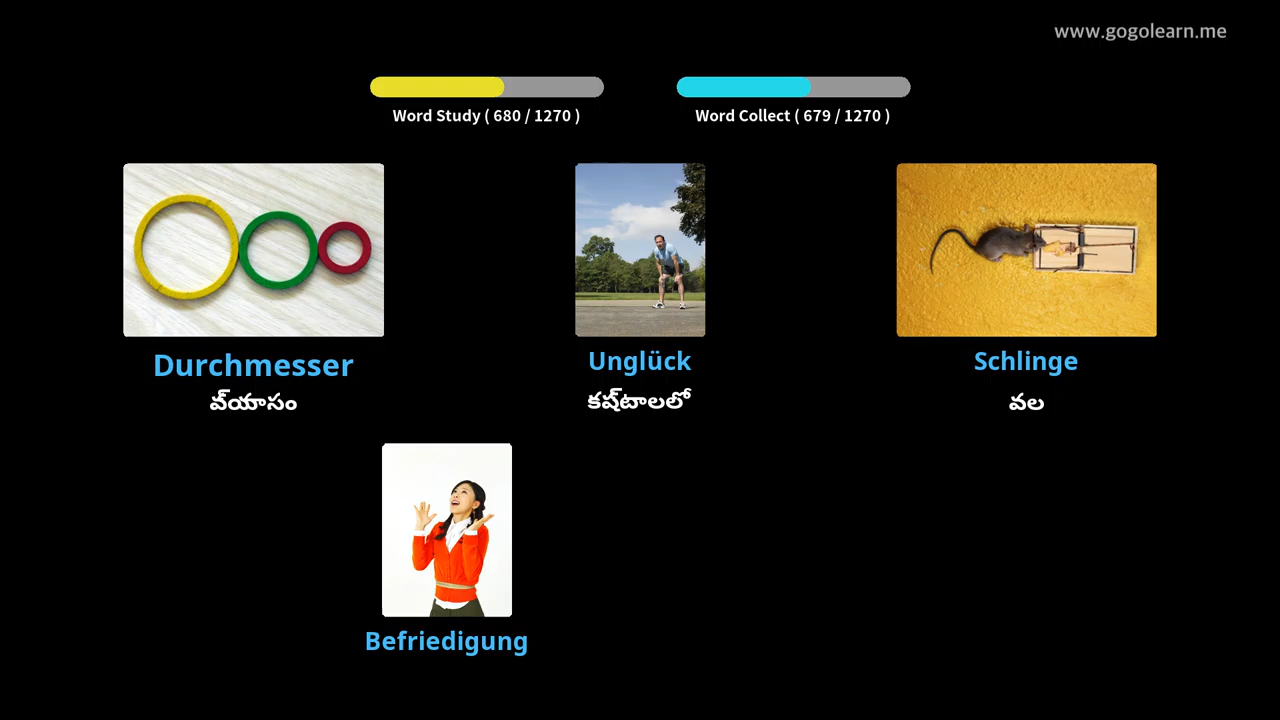 www.gogolearn.me
Word Study ( 680 / 1270 )
Word Collect ( 679 / 1270 )
Durchmesser
వ్యాసం
Unglück
కష్టాలలో
Schlinge
వల
Befriedigung